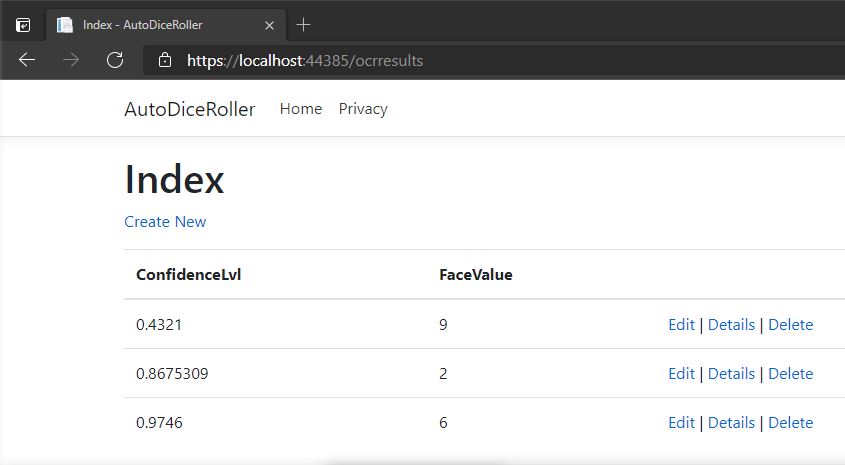 Index - AutoDiceRoller
https://localhost:44385/ocrresults
AutoDiceRoller Home Privacy
Index
Create New
ConfidenceLvl FaceValue
0.4321 9 Edit | Details | Delete
0.8675309 2 Edit | Details | Delete
0.9746 6 Edit | Details | Delete